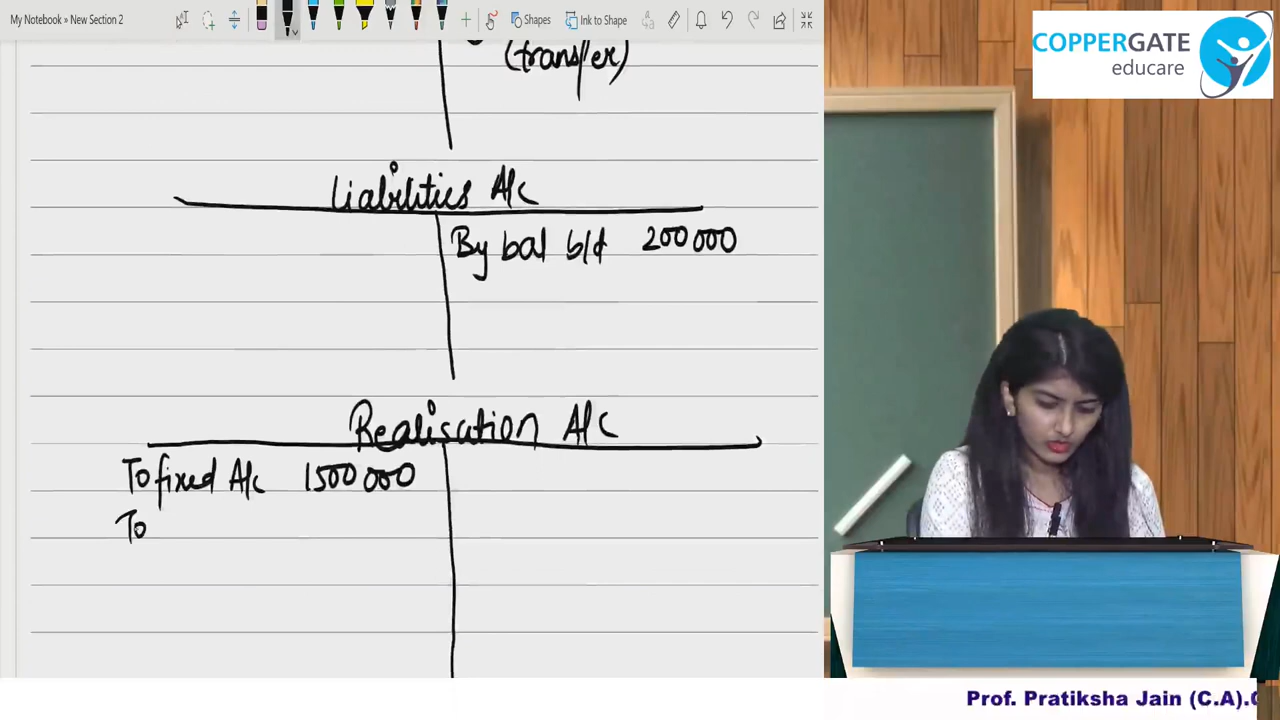 My Notebook » New Section 2
Shapes
Ink to Shape
COPPERGATE
educare
(transfer)
Liabilities A/c
By bal b/d 200000
Realisation A/c
To fixed A/c 1500000
To
Prof. Pratiksha Jain (C.A).